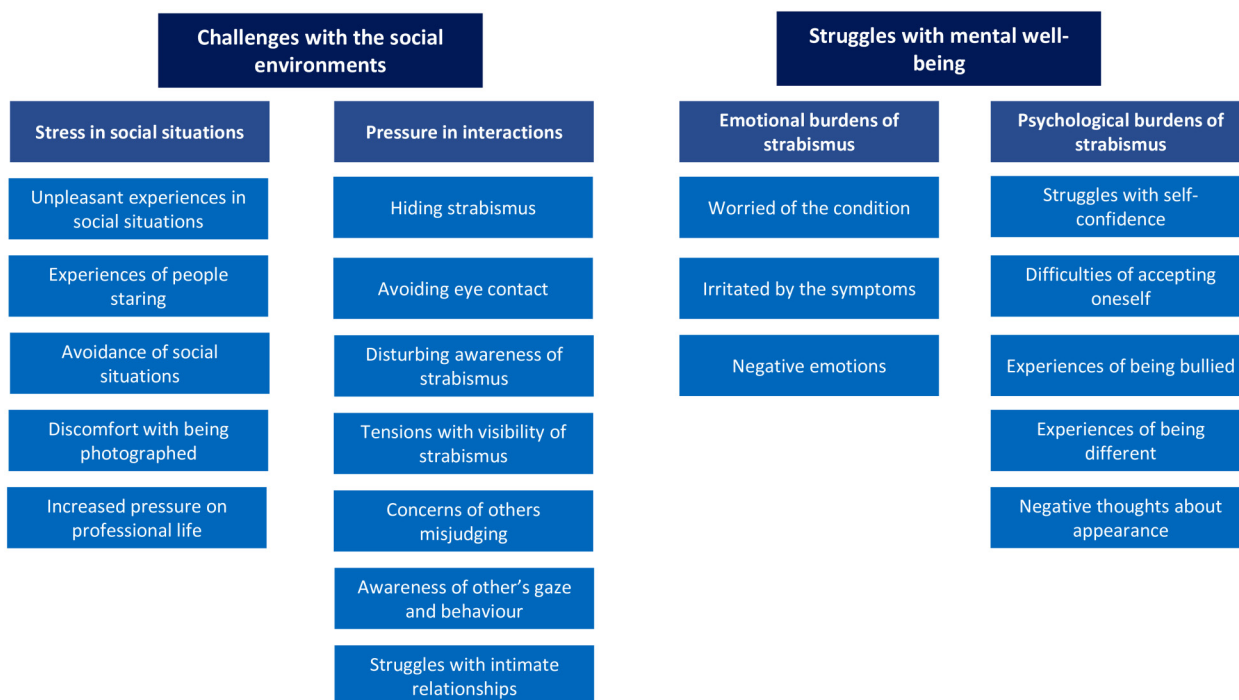 Challenges with the social
environments
Stress in social situations
Unpleasant experiences in
social situations
Experiences of people
staring
Avoidance of social
situations
Discomfort with being
photographed
Increased pressure on
professional life
Pressure in interactions
Hiding strabismus
Avoiding eye contact
Disturbing awareness of
strabismus
Tensions with visibility of
strabismus
Concerns of others
misjudging
Awareness of other’s gaze
and behaviour
Struggles with intimate
relationships
Struggles with mental well-
being
Emotional burdens of
strabismus
Worried of the condition
Irritated by the symptoms
Negative emotions
Psychological burdens of
strabismus
Struggles with self-
confidence
Difficulties of accepting
oneself
Experiences of being bullied
Experiences of being
different
Negative thoughts about
appearance